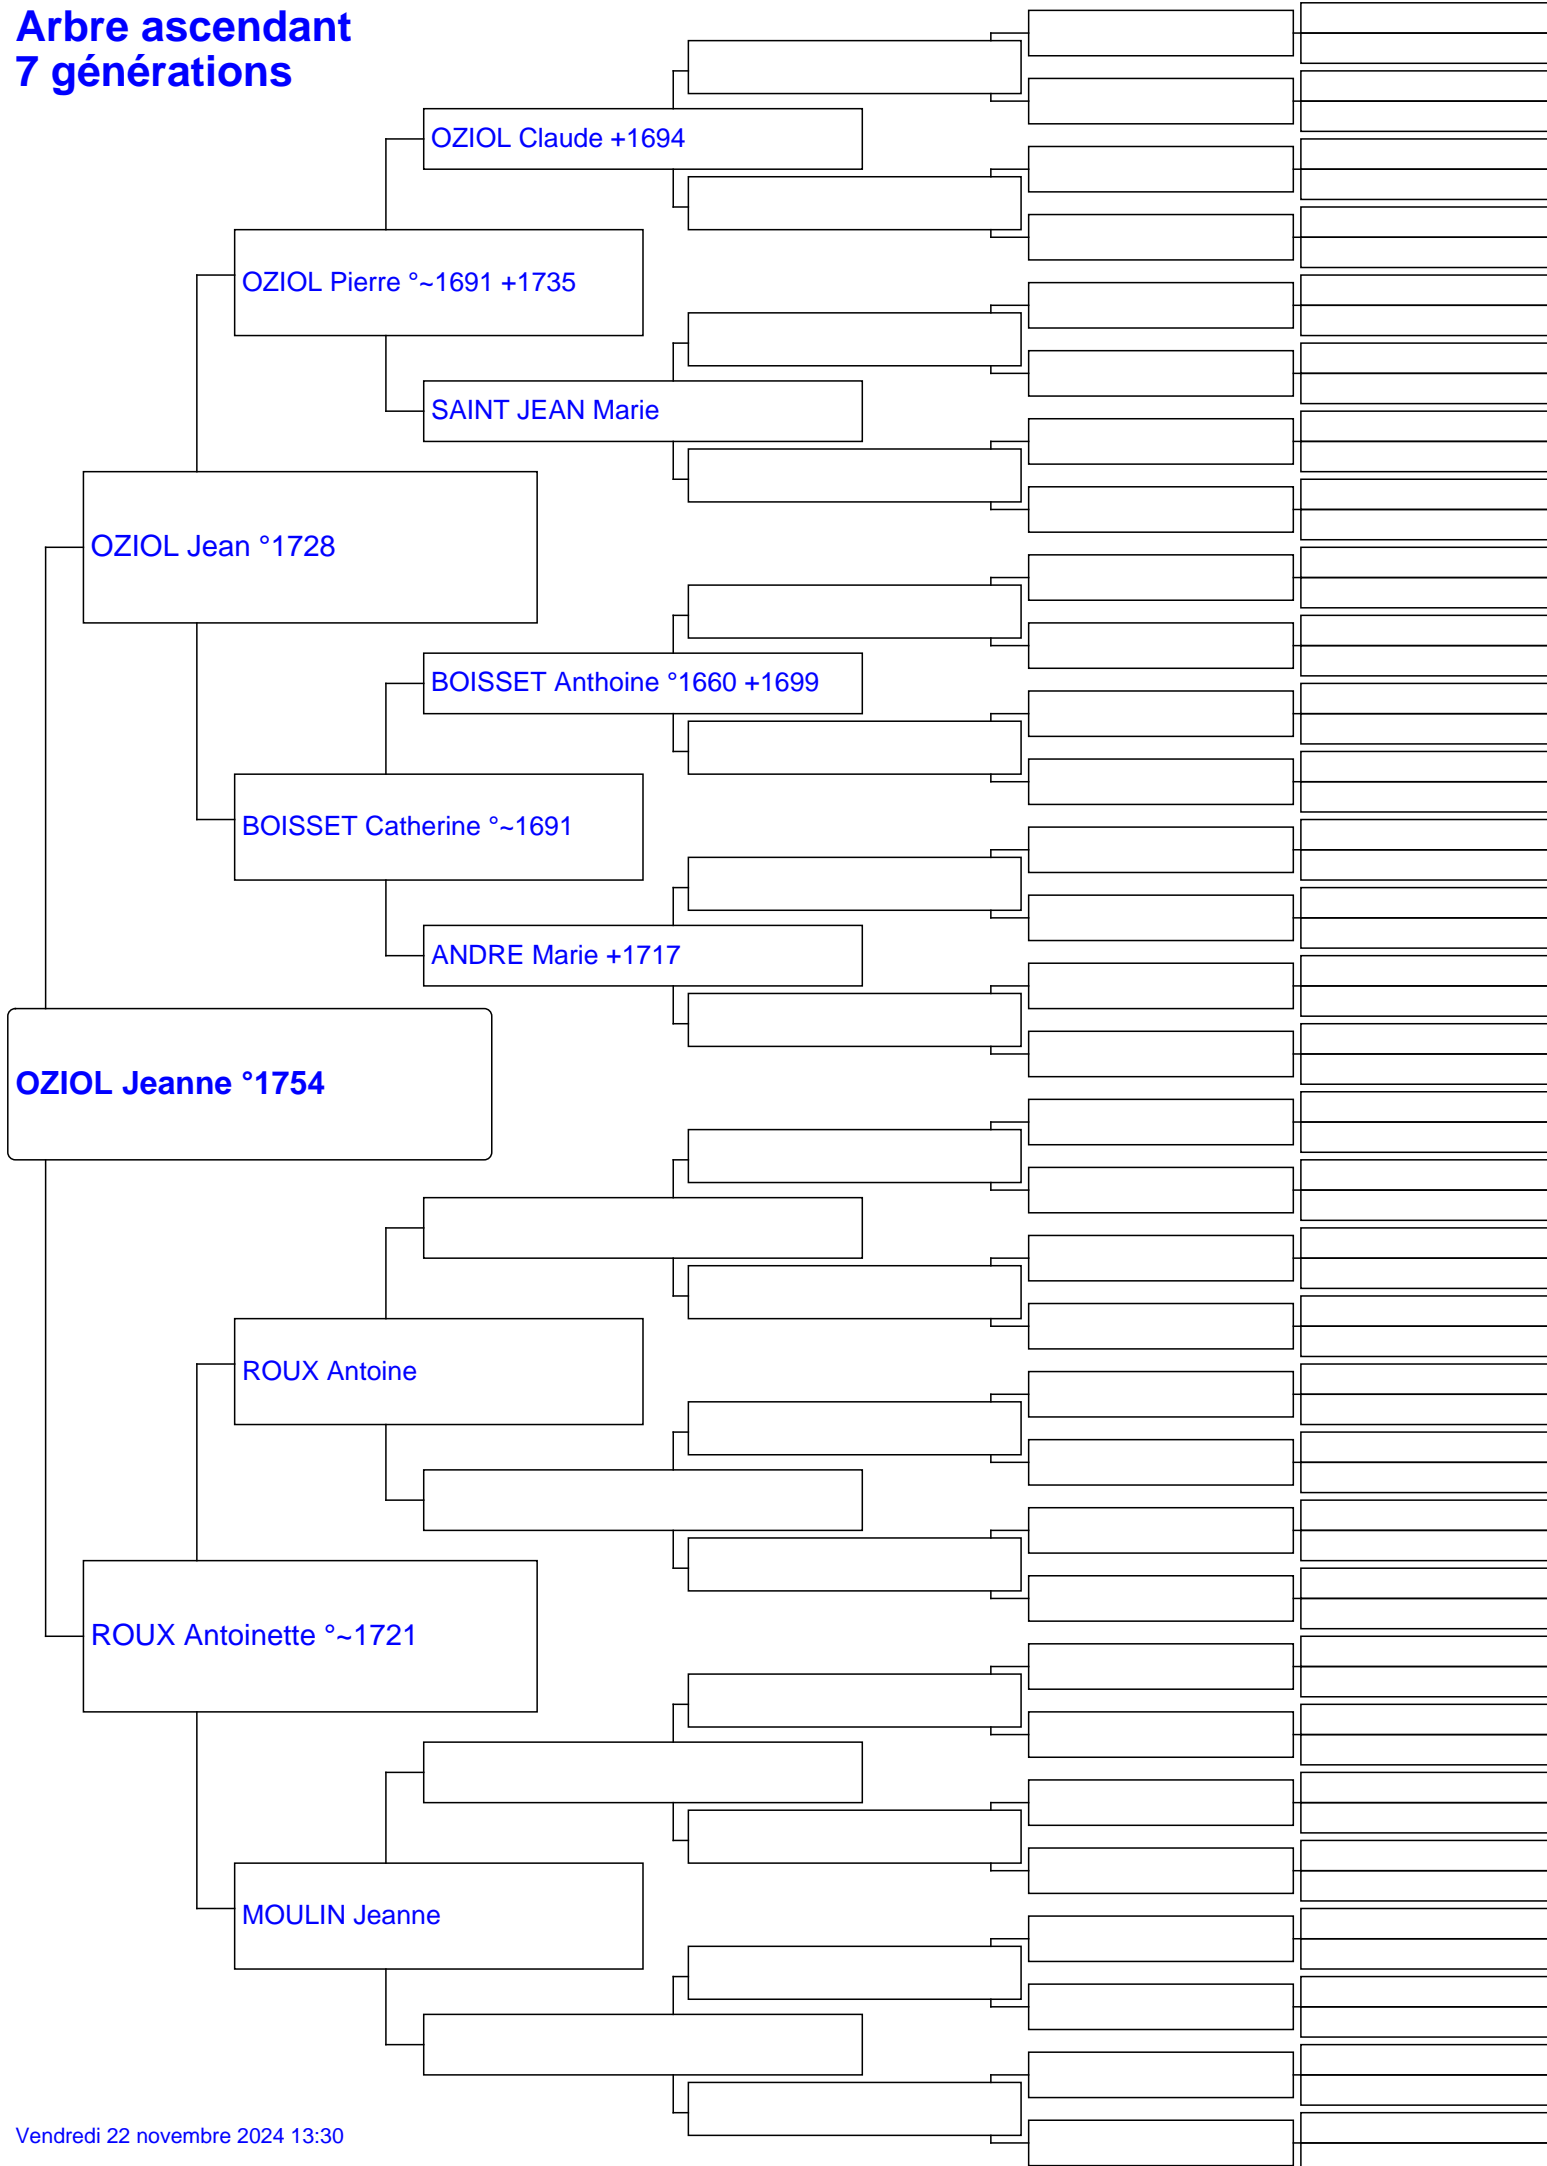 Arbre ascendant
7 générations
OZIOL Claude +1694
OZIOL Pierre °~1691 +1735
SAINT JEAN Marie
OZIOL Jean °1728
BOISSET Anthoine °1660 +1699
BOISSET Catherine °~1691
ANDRE Marie +1717
OZIOL Jeanne °1754
ROUX Antoine
ROUX Antoinette °~1721
MOULIN Jeanne
Vendredi 22 novembre 2024 13:30